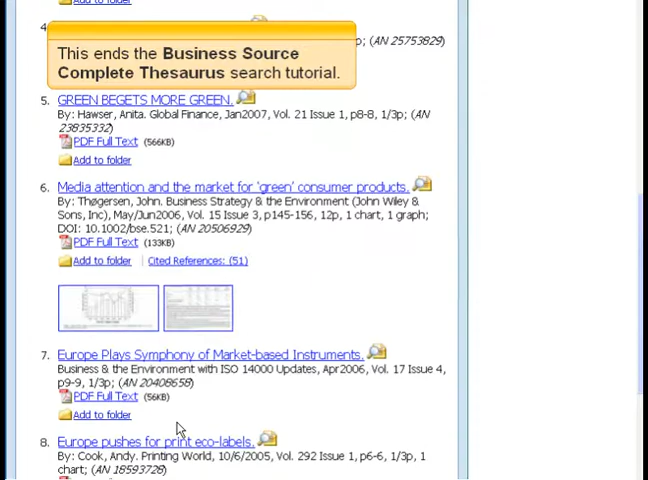 Add to folder
4.
This ends the Business Source
Complete Thesaurus search tutorial.
p; (AN 25753829)
5. GREEN BEGETS MORE GREEN.
By: Hawser, Anita. Global Finance, Jan2007, Vol. 21 Issue 1, p8-8, 1/3p; (AN
23835332)
PDF Full Text (566KB)
Add to folder
6. Media attention and the market for 'green' consumer products.
By: Thøgersen, John. Business Strategy & the Environment (John Wiley &
Sons, Inc), May/Jun2006, Vol. 15 Issue 3, p145-156, 12p, 1 chart, 1 graph;
DOI: 10.1002/bse.521; (AN 20506929)
PDF Full Text (133KB)
Add to folder Cited References: (51)
7. Europe Plays Symphony of Market-based Instruments.
Business & the Environment with ISO 14000 Updates, Apr2006, Vol. 17 Issue 4,
p9-9, 1/3p; (AN 20408658)
PDF Full Text (56KB)
Add to folder
8. Europe pushes for print eco-labels.
By: Cook, Andy. Printing World, 10/6/2005, Vol. 292 Issue 1, p6-6, 1/3p, 1
chart; (AN 18593728)